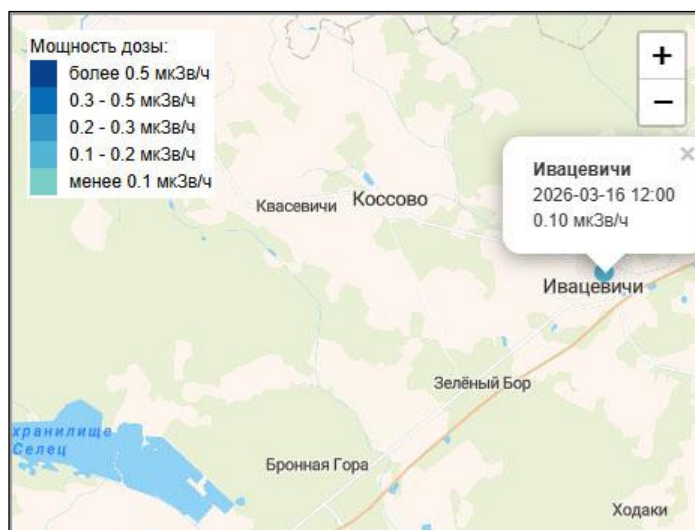 Мощность дозы:
более 0.5 мкЗв/ч
0.3 - 0.5 мкЗв/ч
0.2 - 0.3 мкЗв/ч
0.1 - 0.2 мкЗв/ч
менее 0.1 мкЗв/ч
+
−
×
Ивацевичи
2026-03-16 12:00
0.10 мкЗв/ч
Квасевичи
Коссово
Ивацевичи
Зелёный Бор
хранилище
Селец
Бронная Гора
Ходаки